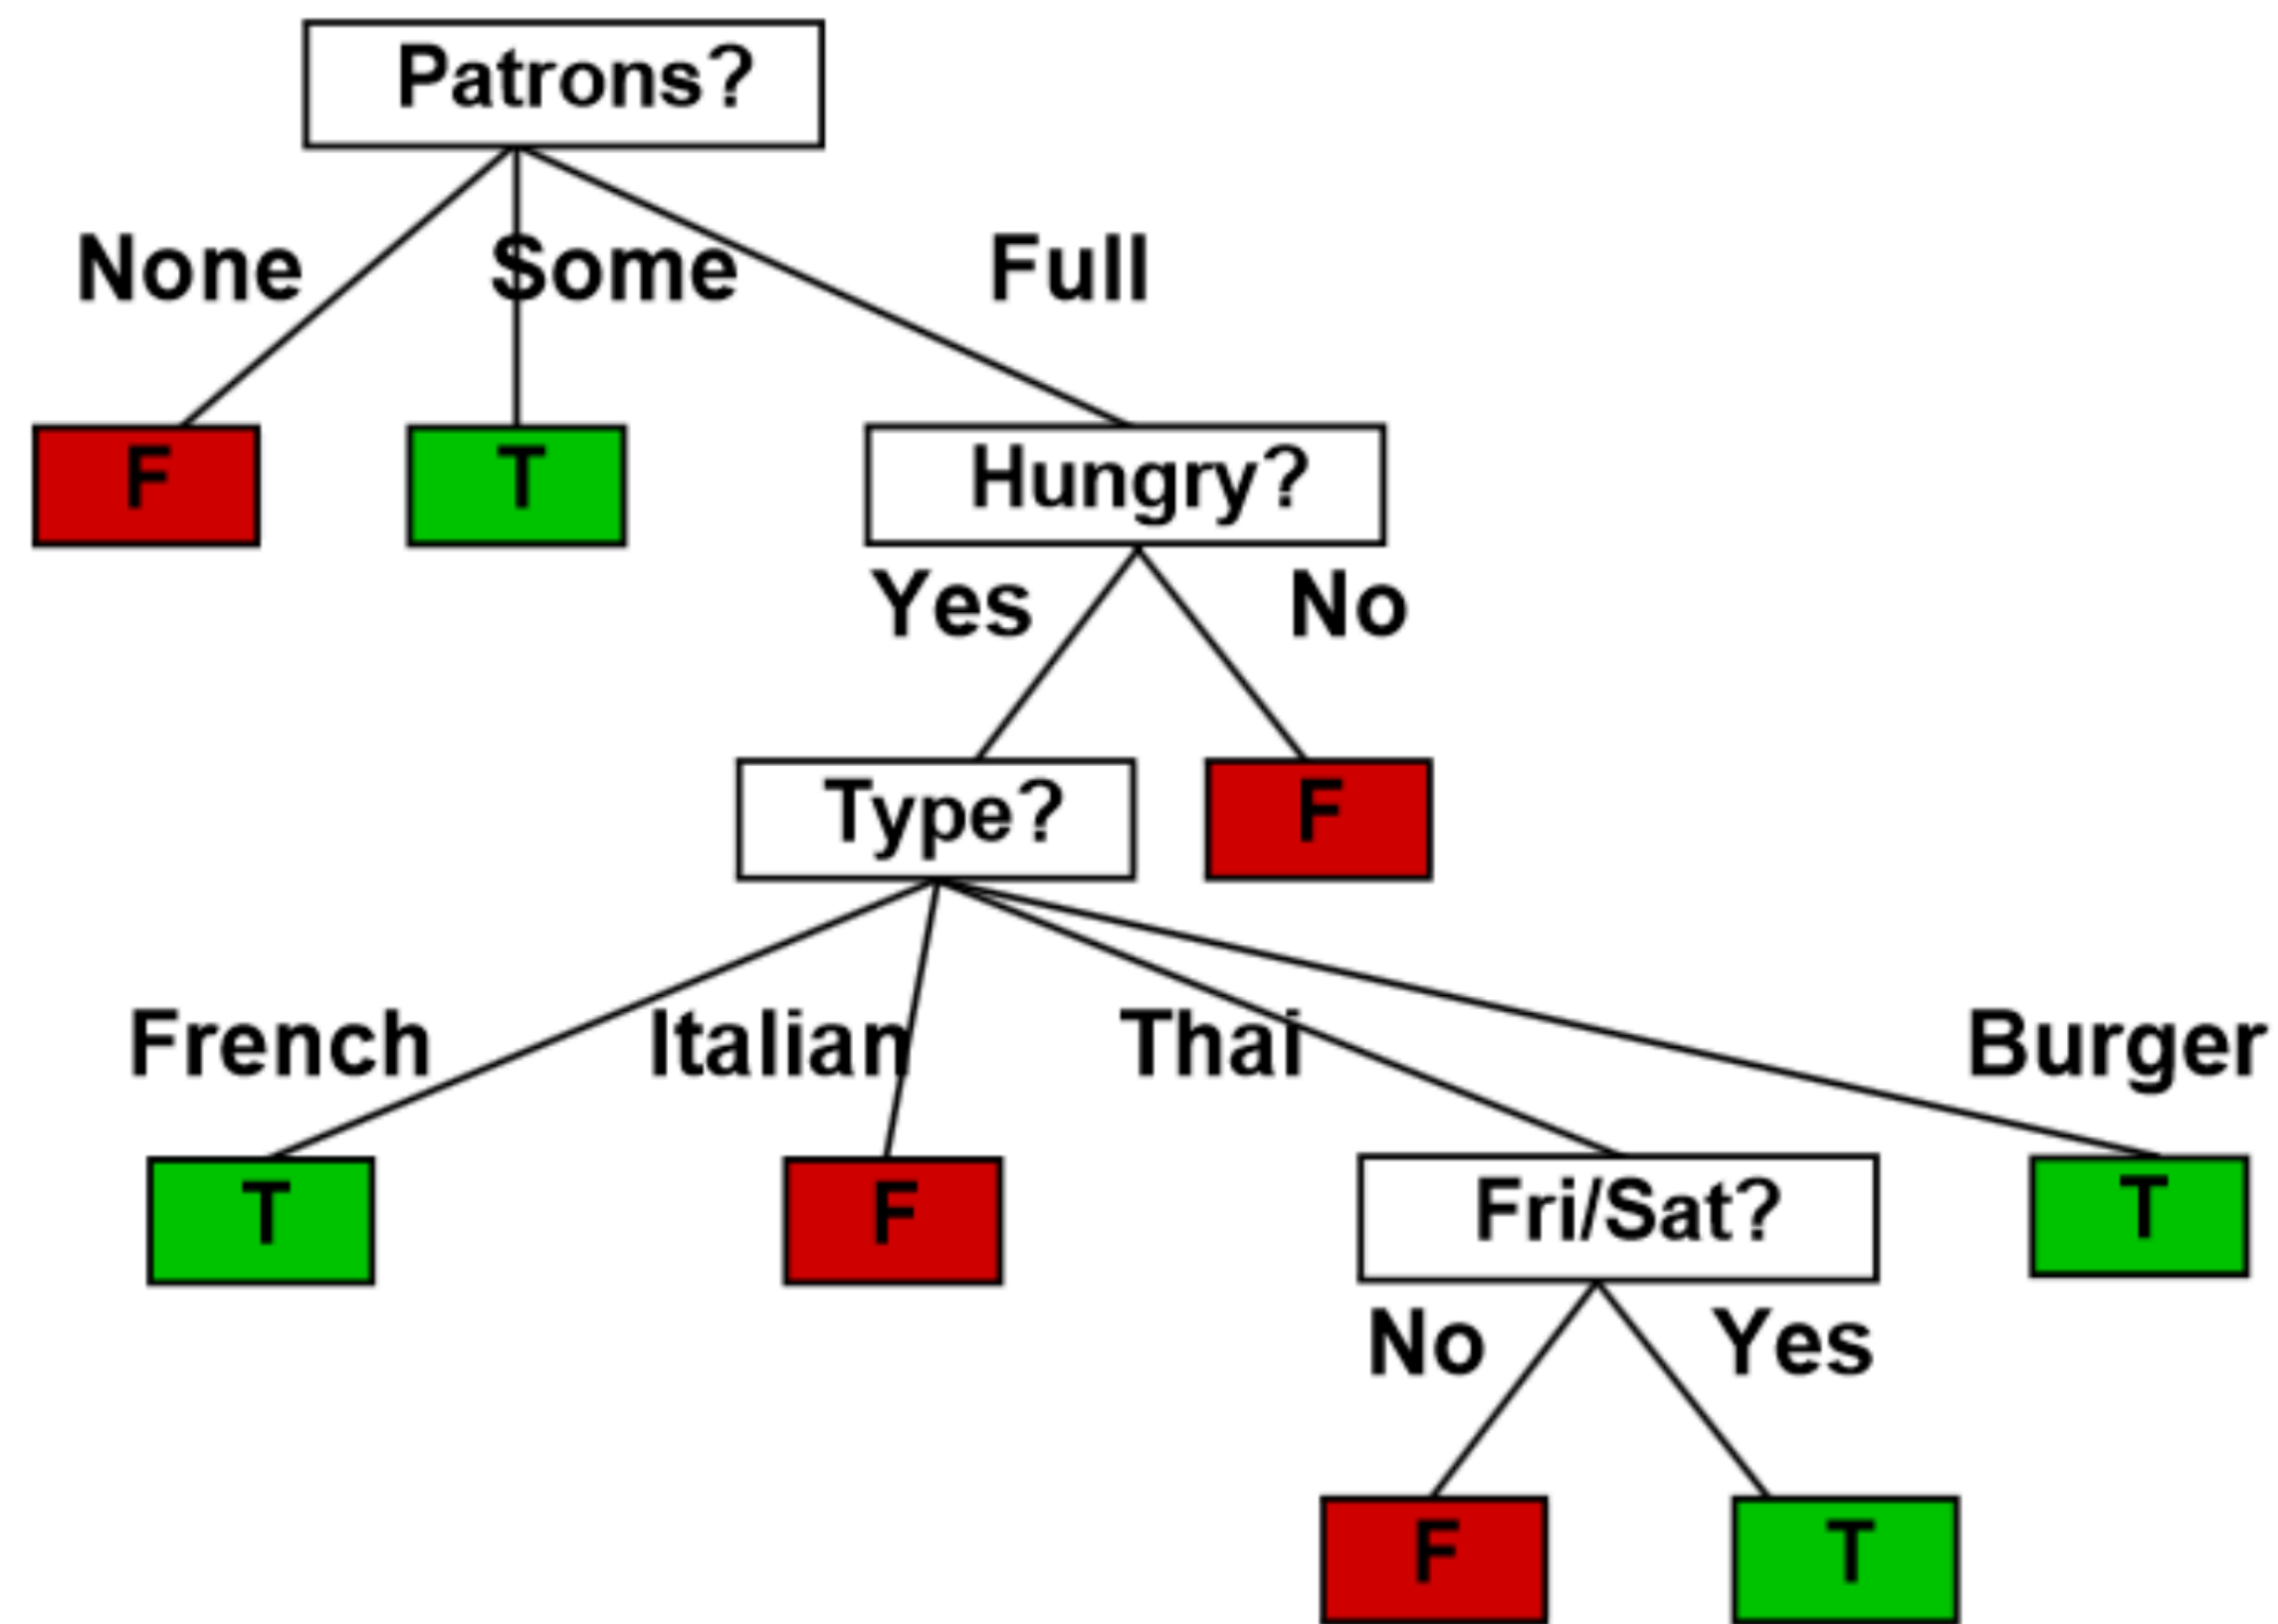 Patrons?
None Some Full
F T Hungry?
Yes No
Type? F
French Italian Thai Burger
T F Fri/Sat? T
No Yes
F T